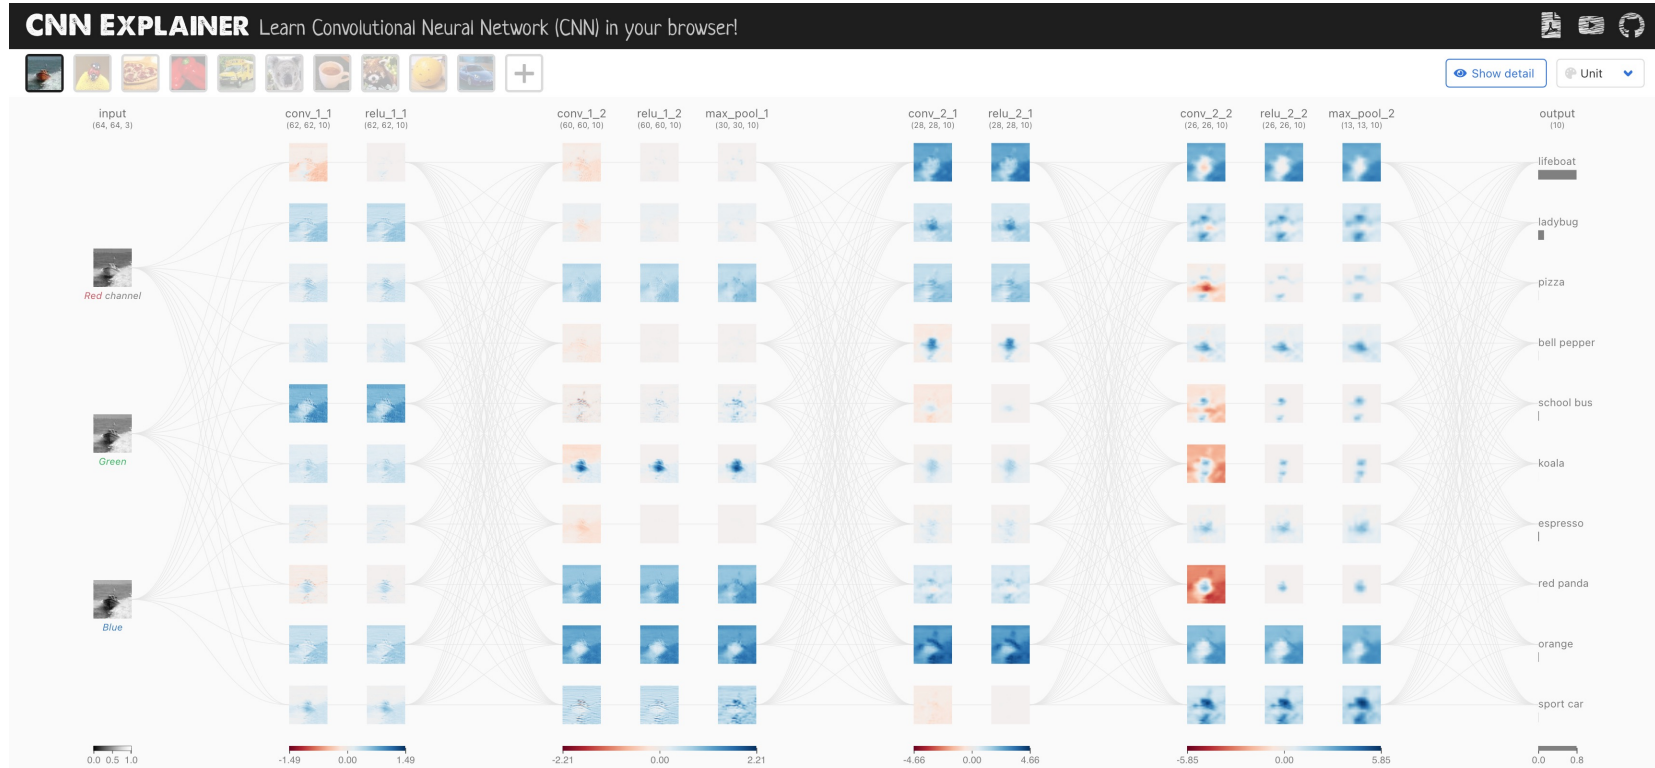 CNN EXPLAINER Learn Convolutional Neural Network (CNN) in your browser!
Show detail
Unit
input conv_1_1 relu_1_1 conv_1_2 relu_1_2 max_pool_1 conv_2_1 relu_2_1 conv_2_2 relu_2_2 max_pool_2 output
(64, 64, 3) (62, 62, 10) (62, 62, 10) (60, 60, 10) (60, 60, 10) (30, 30, 10) (28, 28, 10) (28, 28, 10) (26, 26, 10) (26, 26, 10) (13, 13, 10) (10)
lifeboat
ladybug
pizza
Red channel
bell pepper
school bus
Green
koala
espresso
red panda
Blue
orange
sport car
0.0 0.5 1.0 -1.49 0.00 1.49 -2.21 0.00 2.21 -4.66 0.00 4.66 -5.85 0.00 5.85 0.0 0.8